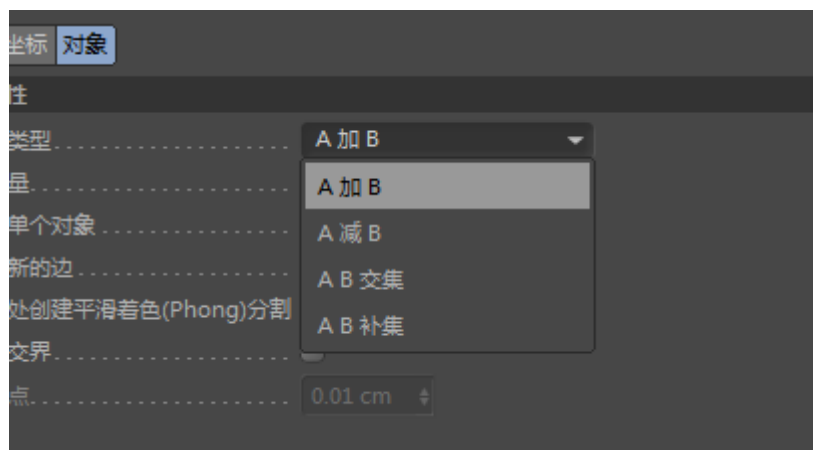 坐标 对象
性
类型 A 加 B
A 加 B
量
A 减 B
单个对象
新的边
A B 交集
处创建平滑着色(Phong)分割
A B 补集
交界
点 0.01 cm